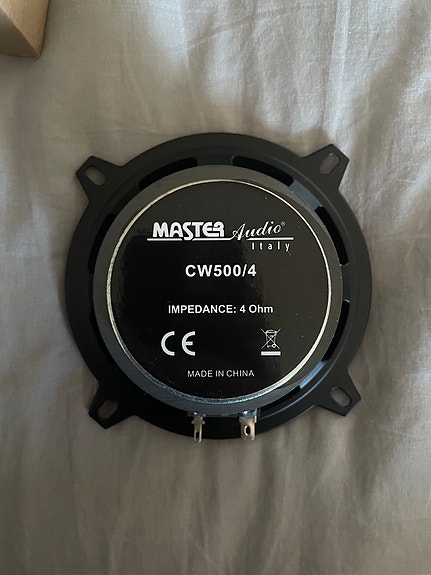 MASTER Audio®
Italy
CW500/4
IMPEDANCE: 4 Ohm
CE
MADE IN CHINA